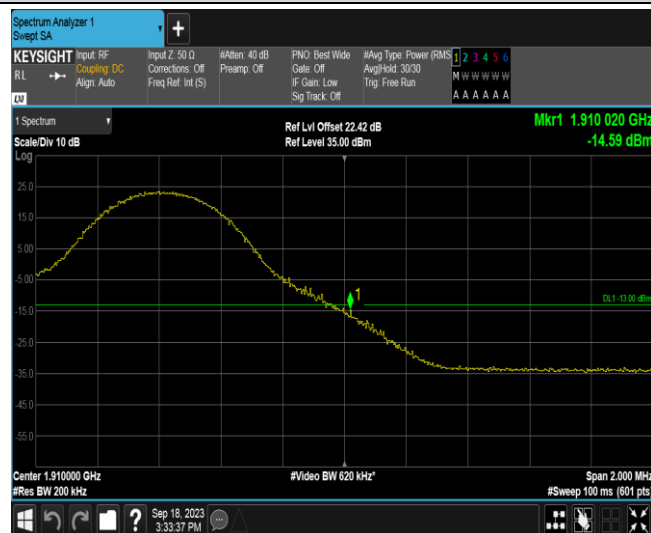 Spectrum Analyzer 1
Swept SA
+
KEYSIGHT
RL
LXI
Input: RF
Coupling: DC
Align: Auto
Input Z: 50 Ω
Corrections: Off
Freq Ref: Int (S)
#Atten: 40 dB
Preamp: Off
PNO: Best Wide
Gate: Off
IF Gain: Low
Sig Track: Off
#Avg Type: Power (RMS
Avg|Hold: 30/30
Trig: Free Run
1 2 3 4 5 6
M W W W W W
A A A A A A
1 Spectrum
Scale/Div 10 dB
Ref Lvl Offset 22.42 dB
Ref Level 35.00 dBm
Mkr1 1.910 020 GHz
-14.59 dBm
Log
25.0
15.0
5.00
-5.00
-15.0
-25.0
-35.0
-45.0
-55.0
1
DL1 -13.00 dBm
Center 1.910000 GHz
#Res BW 200 kHz
#Video BW 620 kHz*
Span 2.000 MHz
#Sweep 100 ms (601 pts)
?
Sep 18, 2023
3:33:37 PM